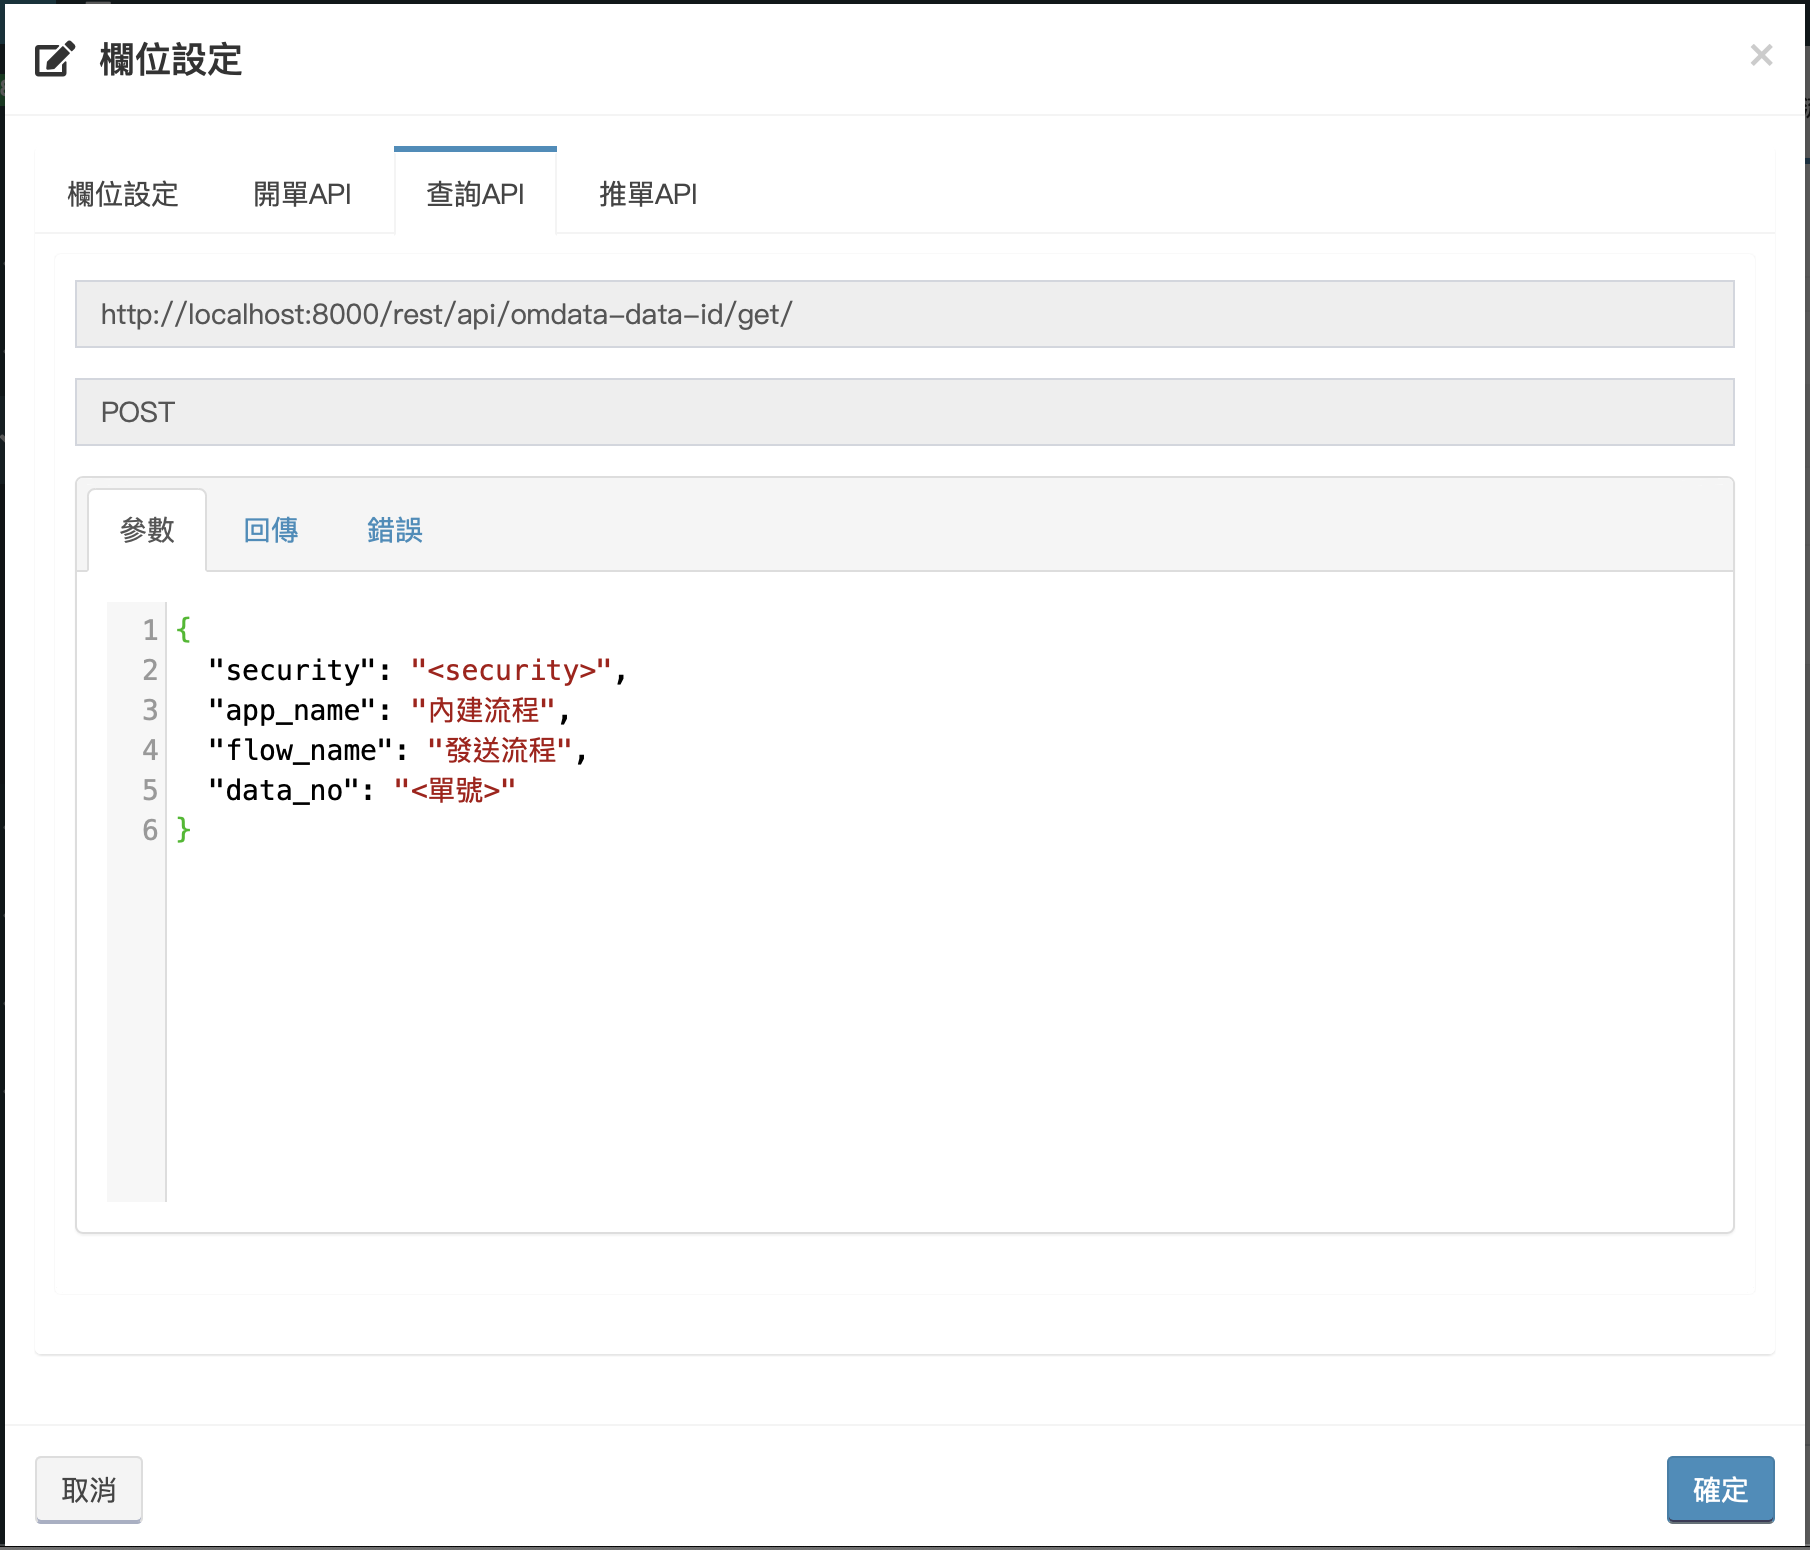 欄位設定
×
欄位設定 開單API 查詢API 推單API
http://localhost:8000/rest/api/omdata-data-id/get/
POST
參數 回傳 錯誤
1 {
2   "security": "<security>",
3   "app_name": "內建流程",
4   "flow_name": "發送流程",
5   "data_no": "<單號>"
6 }
取消 確定